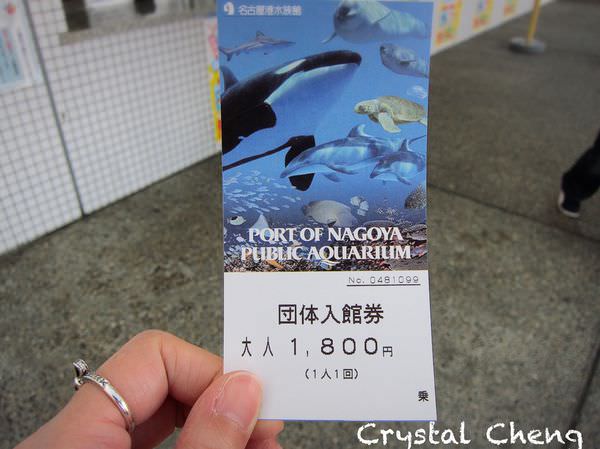 名古屋港水族館
PORT OF NAGOYA
PUBLIC AQUARIUM
No. 0481099
団体入館券
大人 1,800円
(1人1回)
乗
Crystal Cheng